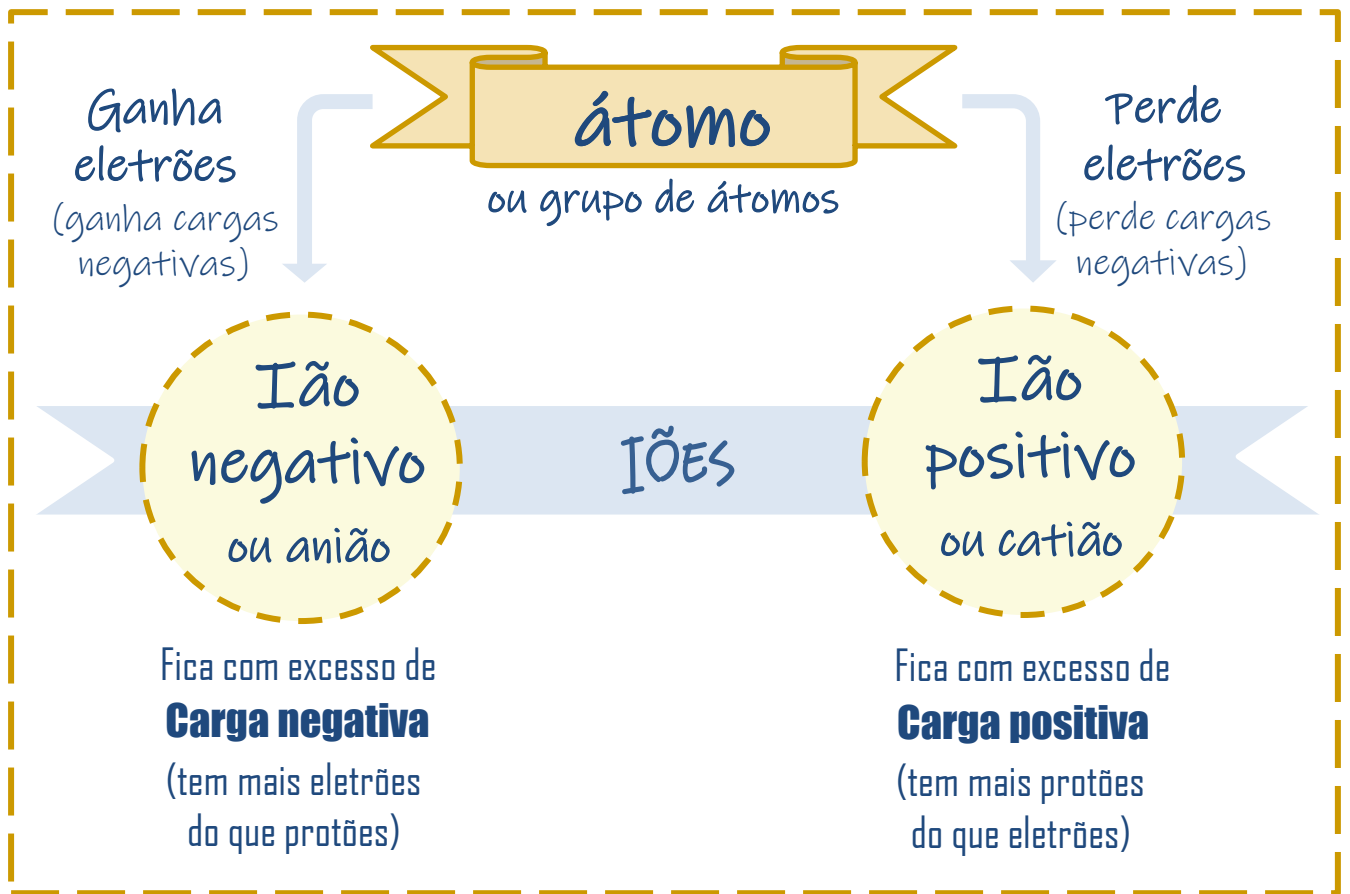 átomo
ou grupo de átomos
Ganha
eletrões
(ganha cargas
negativas)
Perde
eletrões
(perde cargas
negativas)
Ião
negativo
ou anião
IÕES
Ião
positivo
ou catião
Fica com excesso de
Carga negativa
(tem mais eletrões
do que protões)
Fica com excesso de
Carga positiva
(tem mais protões
do que eletrões)